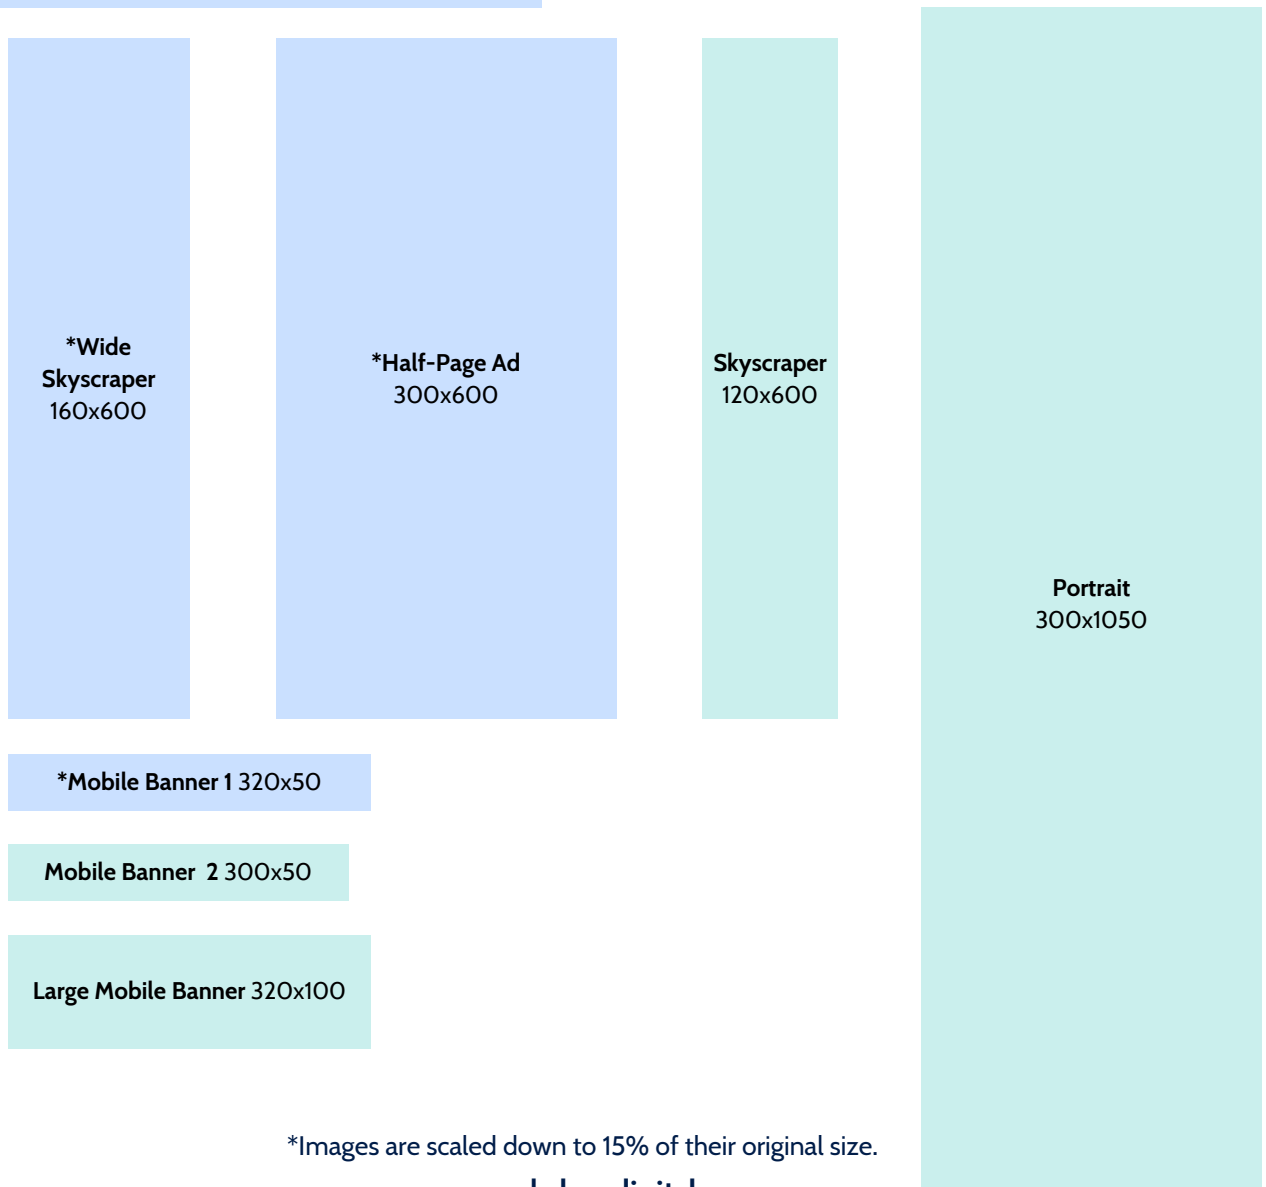 *Wide
Skyscraper
160x600
*Half-Page Ad
300x600
Skyscraper
120x600
Portrait
300x1050
*Mobile Banner 1 320x50
Mobile Banner  2 300x50
Large Mobile Banner 320x100
*Images are scaled down to 15% of their original size.